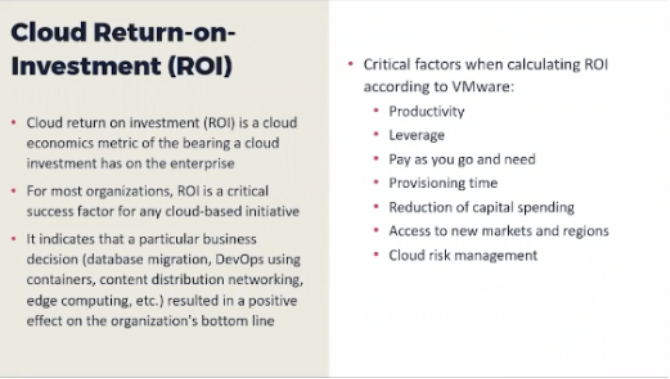 Cloud Return-on-
Investment (ROI)
• Cloud return on investment (ROI) is a cloud
economics metric of the bearing a cloud
investment has on the enterprise
• For most organizations, ROI is a critical
success factor for any cloud-based initiative
• It indicates that a particular business
decision (database migration, DevOps using
containers, content distribution networking,
edge computing, etc.) resulted in a positive
effect on the organization's bottom line
• Critical factors when calculating ROI
according to VMware:
• Productivity
• Leverage
• Pay as you go and need
• Provisioning time
• Reduction of capital spending
• Access to new markets and regions
• Cloud risk management